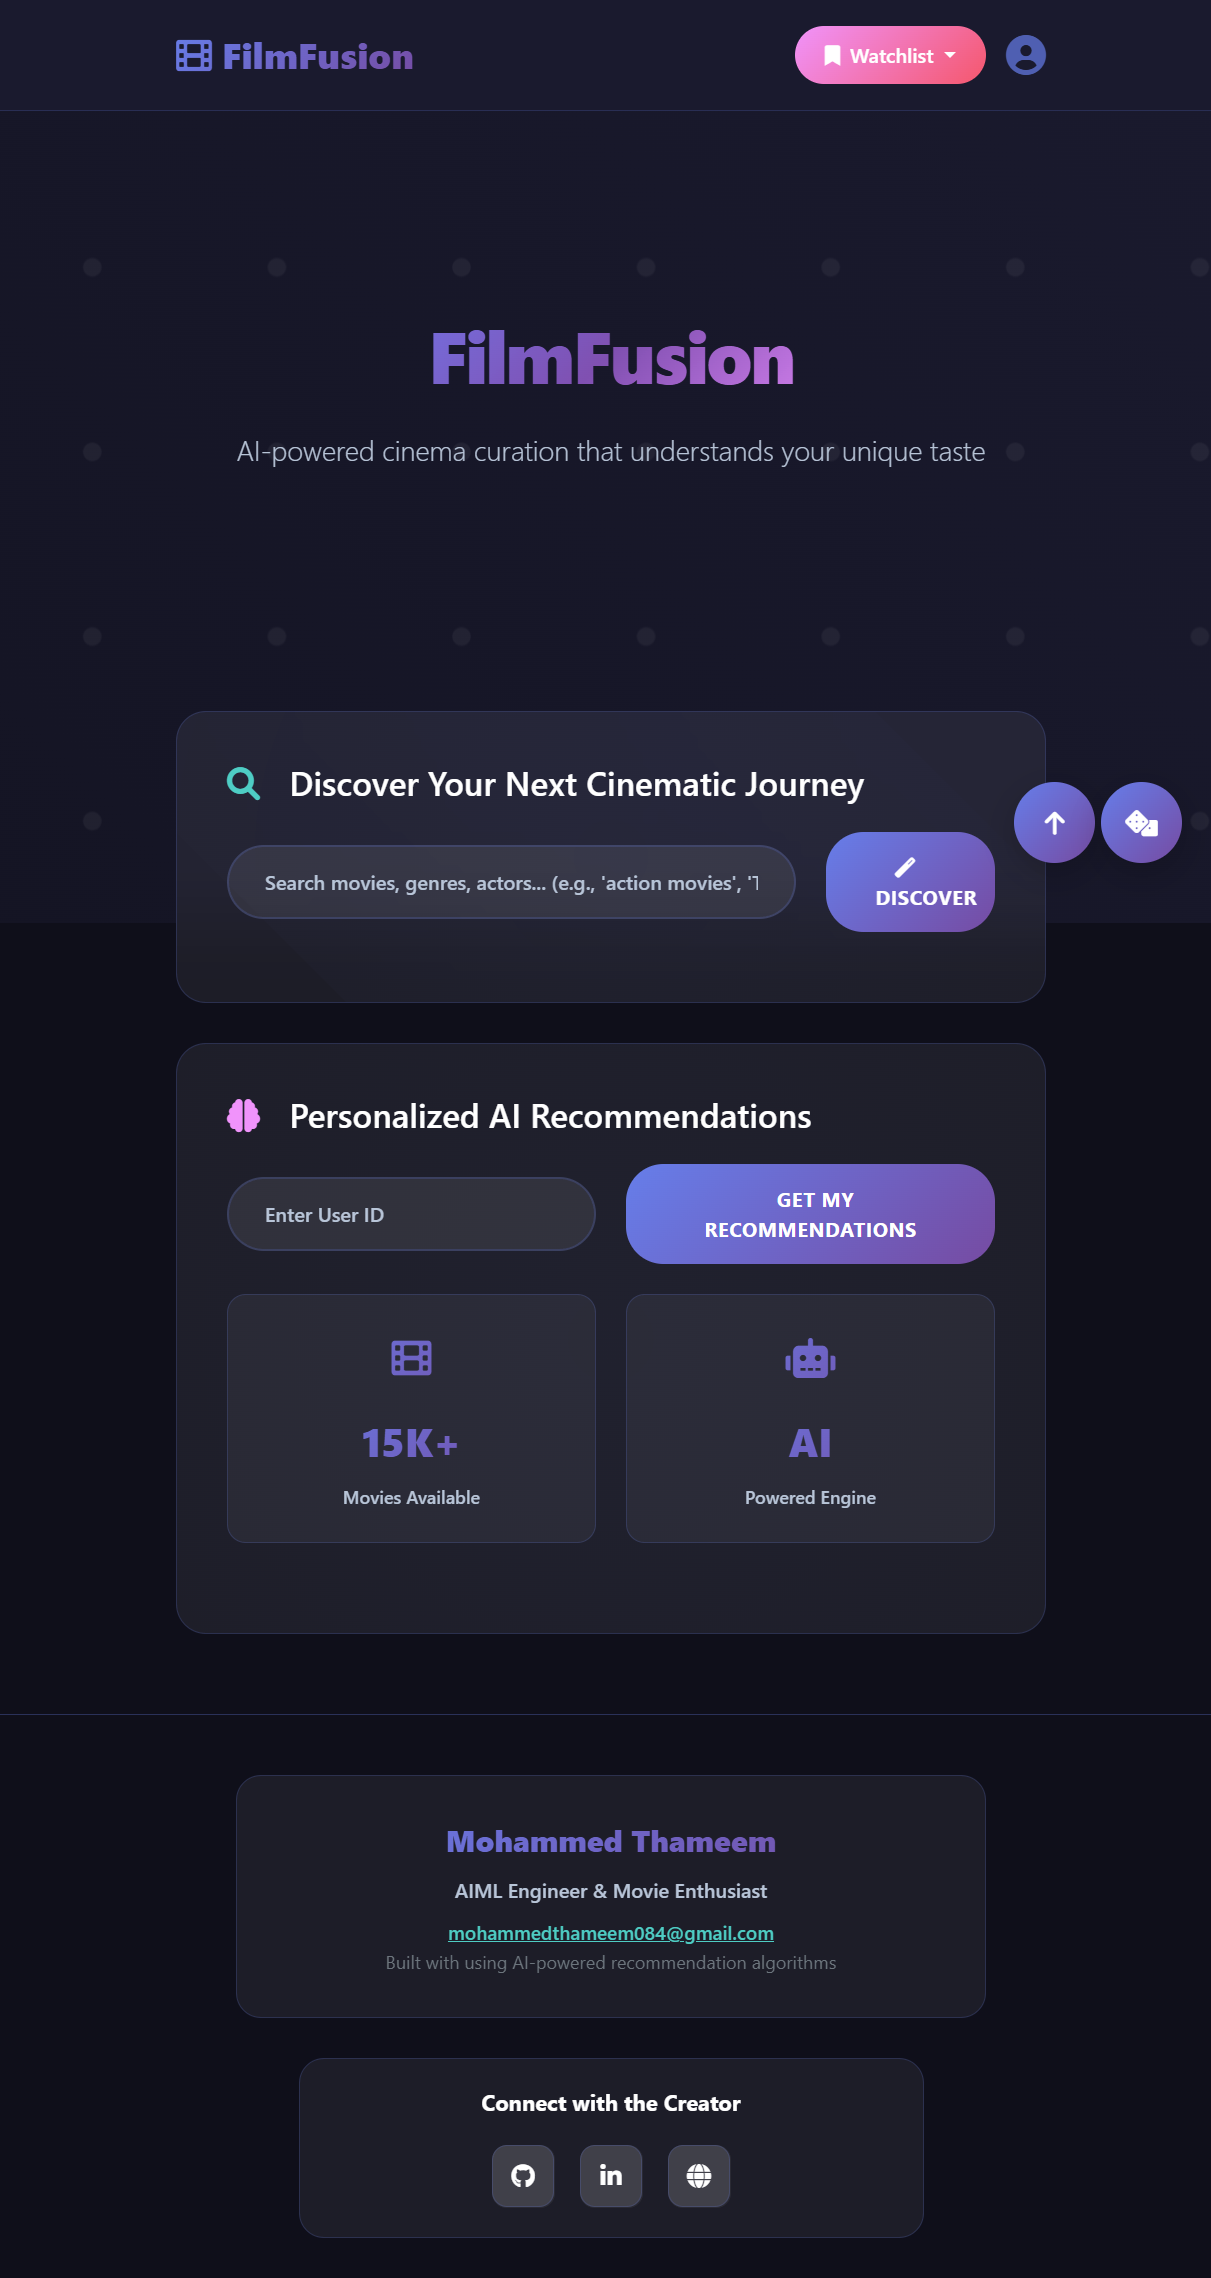 FilmFusion
Watchlist
FilmFusion
AI-powered cinema curation that understands your unique taste
Discover Your Next Cinematic Journey
Search movies, genres, actors... (e.g., 'action movies', 'T
DISCOVER
Personalized AI Recommendations
Enter User ID
GET MY
RECOMMENDATIONS
15K+
Movies Available
AI
Powered Engine
Mohammed Thameem
AIML Engineer & Movie Enthusiast
mohammedthameem084@gmail.com
Built with using AI-powered recommendation algorithms
Connect with the Creator
in